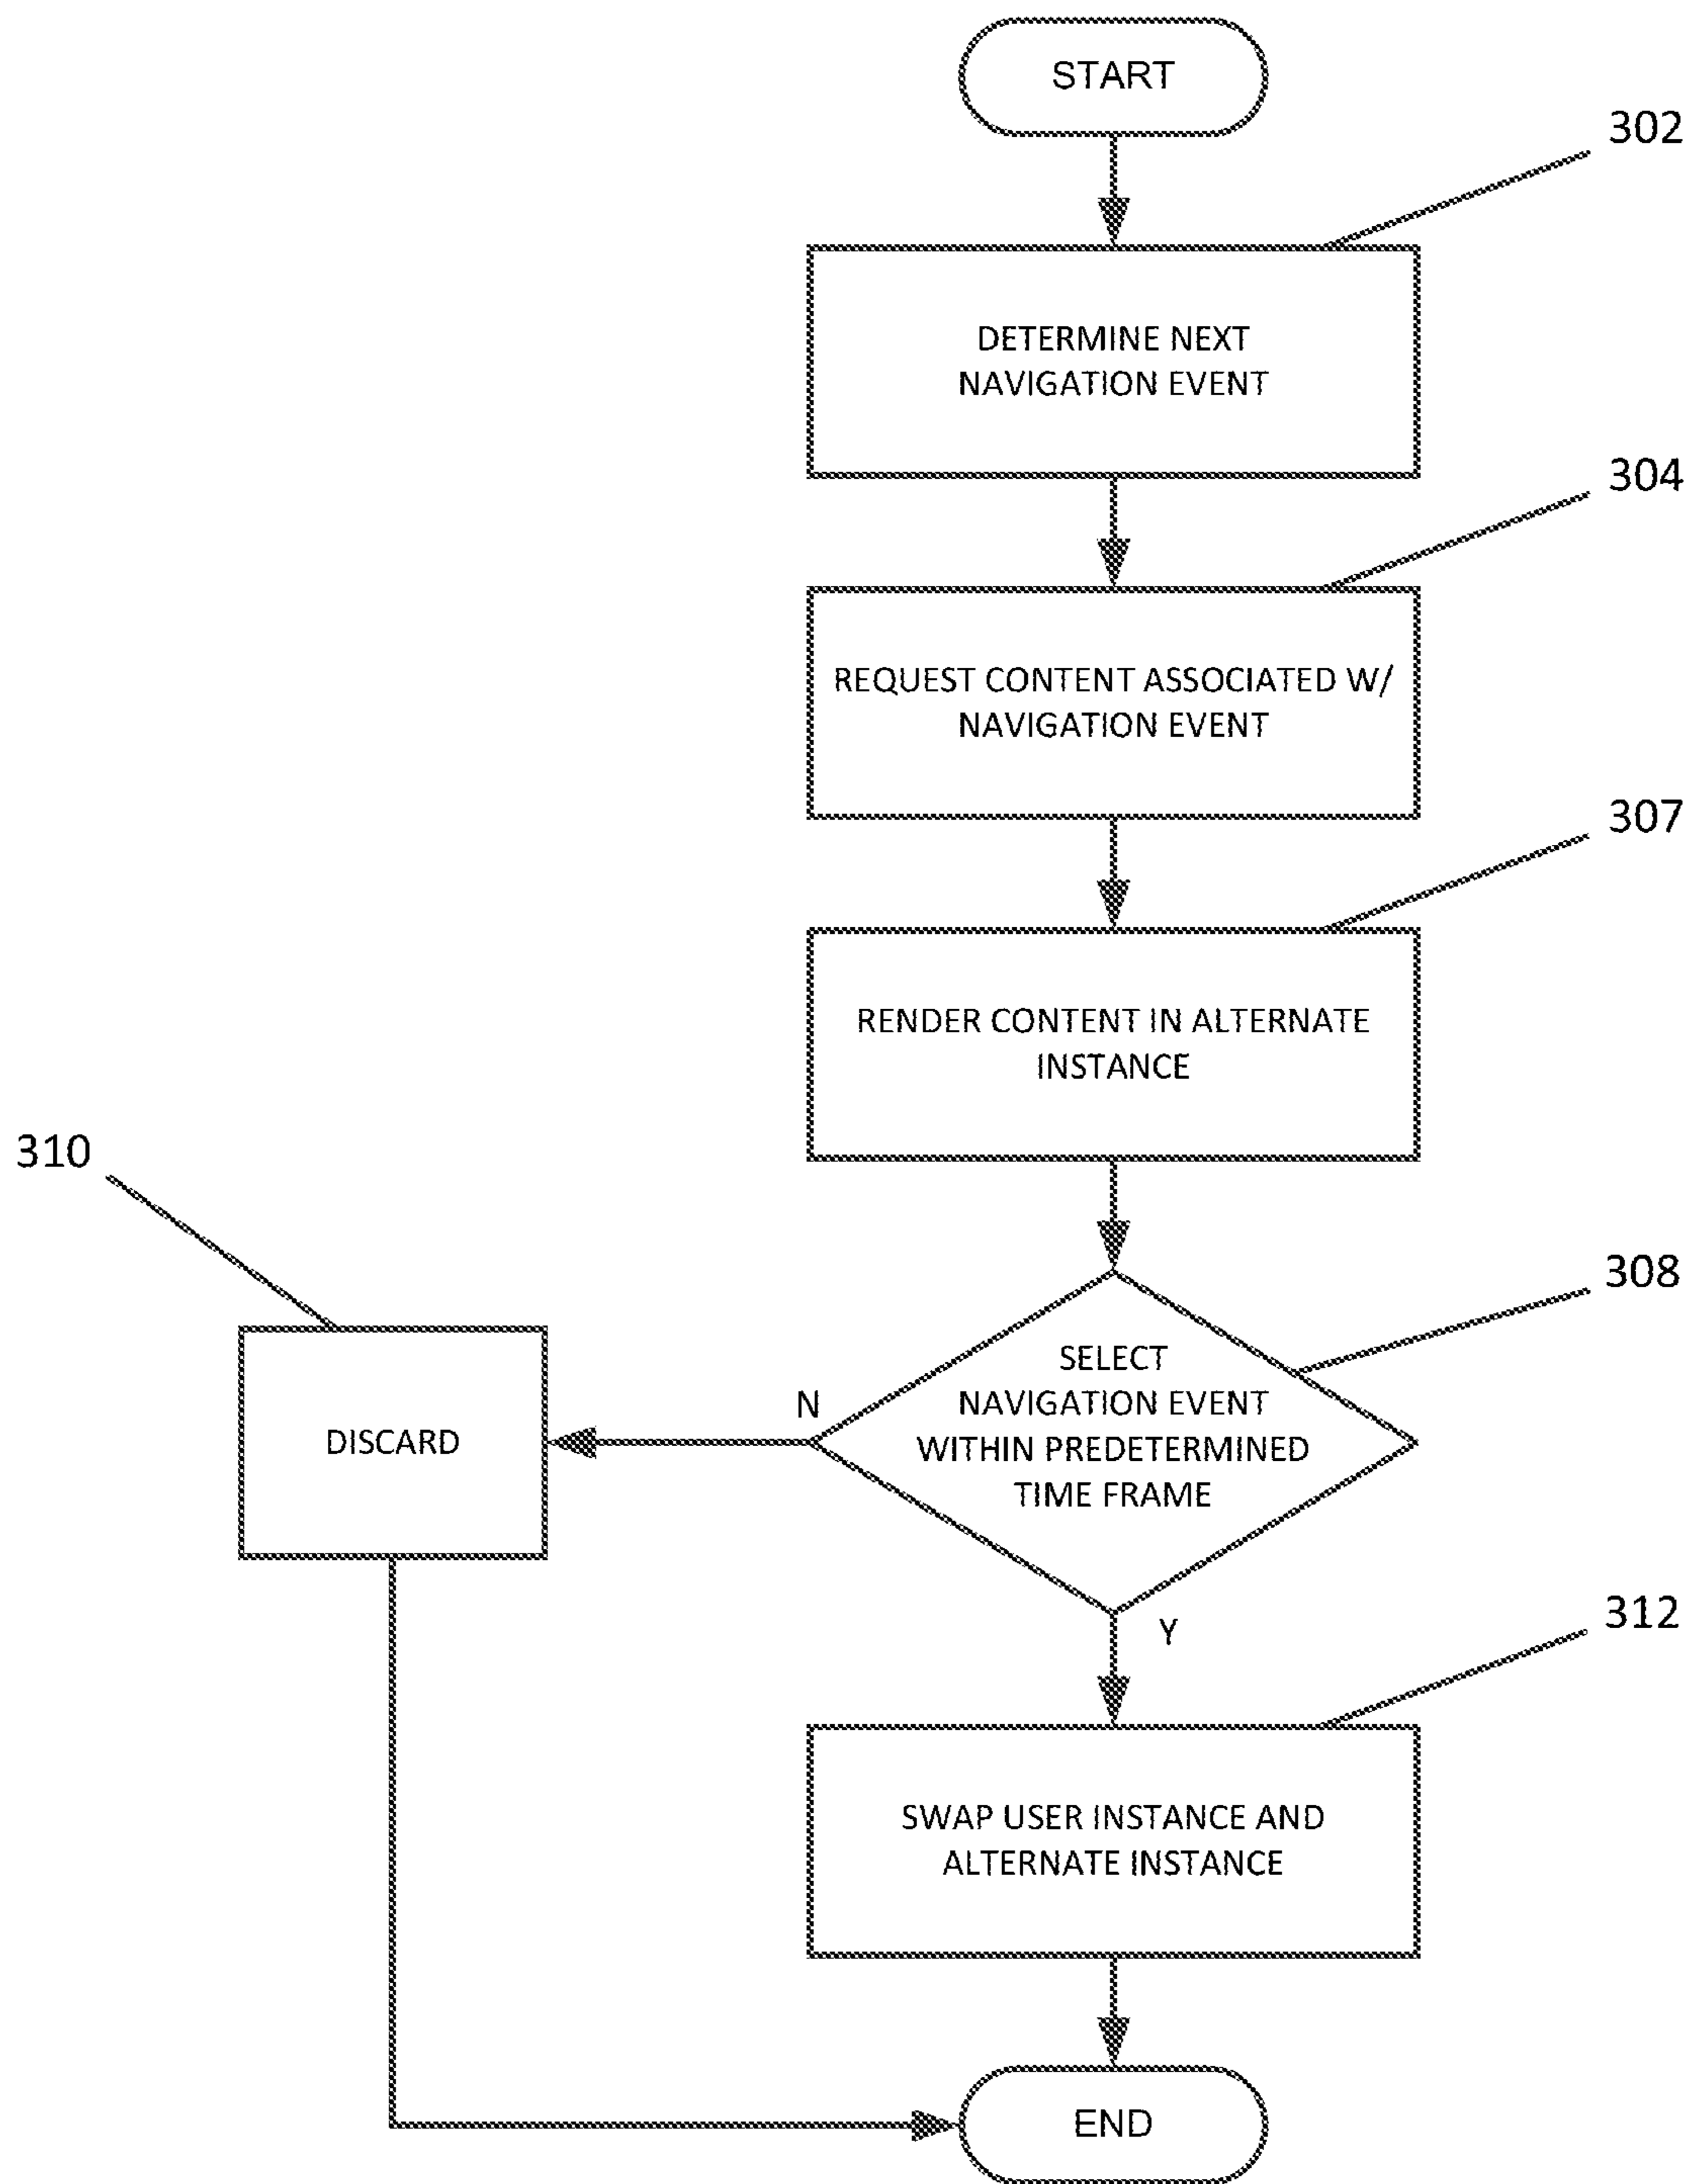 START
302
DETERMINE NEXT
NAVIGATION EVENT
304
REQUEST CONTENT ASSOCIATED W/
NAVIGATION EVENT
307
RENDER CONTENT IN ALTERNATE
INSTANCE
310
308
SELECT
NAVIGATION EVENT
WITHIN PREDETERMINED
TIME FRAME
N
DISCARD
Y
312
SWAP USER INSTANCE AND
ALTERNATE INSTANCE
END